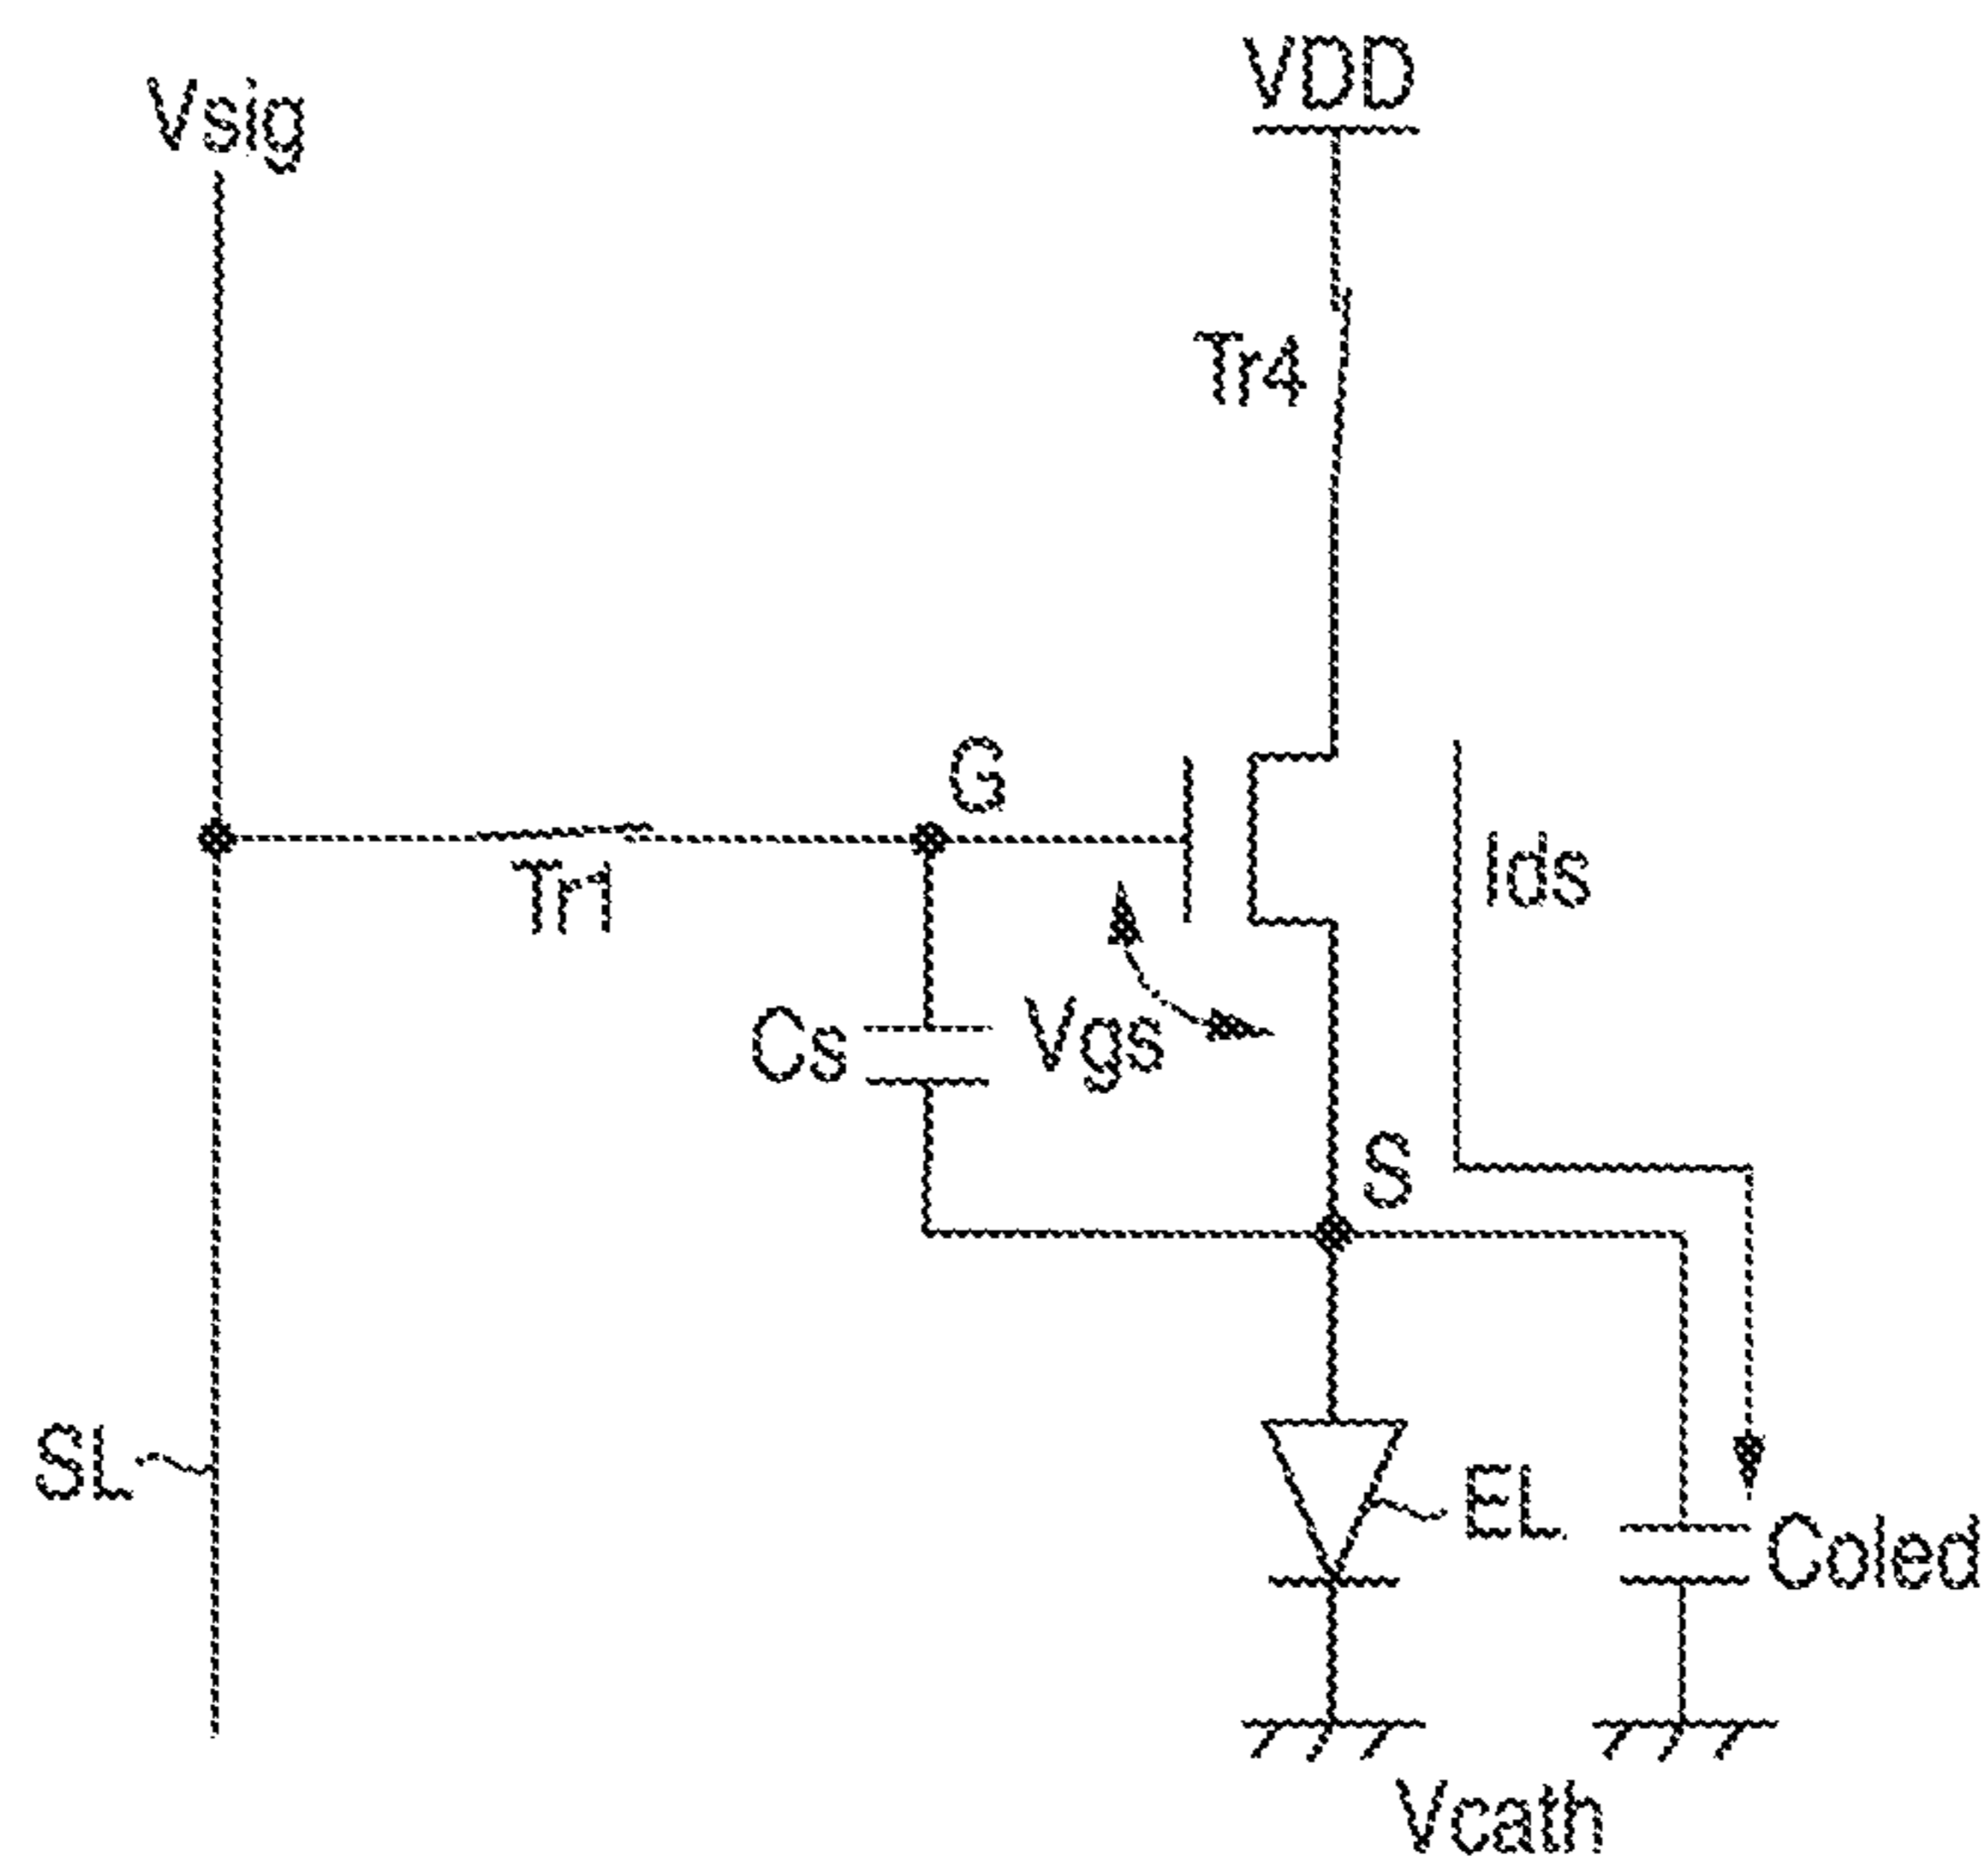 Vsig
VDD
Tr4
G
Tr1
Ids
Cs
Vgs
S
SL
EL
Coled
Vcath